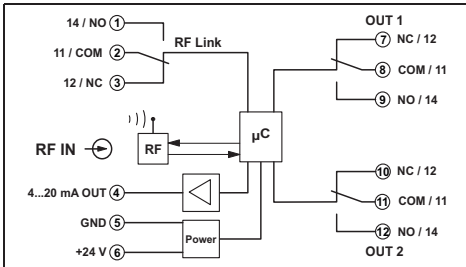 14 / NO 1
RF Link
11 / COM 2
12 / NC 3
OUT 1
7 NC / 12
8 COM / 11
9 NO / 14
µC
RF IN
RF
4...20 mA OUT 4
GND 5
+24 V 6
Power
10 NC / 12
11 COM / 11
12 NO / 14
OUT 2